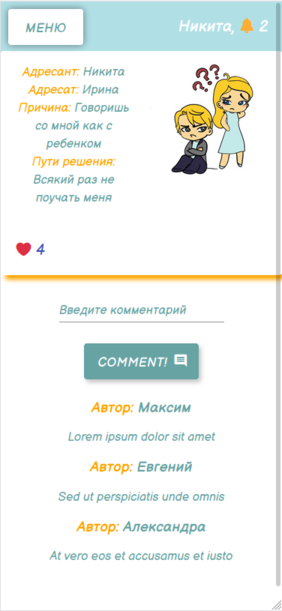 МЕНЮ
Никита, 2
Адресант: Никита
Адресат: Ирина
Причина: Говоришь
со мной как с
ребенком
Пути решения:
Всякий раз не
поучать меня
???
4
Введите комментарий
COMMENT!
Автор: Максим
Lorem ipsum dolor sit amet
Автор: Евгений
Sed ut perspiciatis unde omnis
Автор: Александра
At vero eos et accusamus et iusto